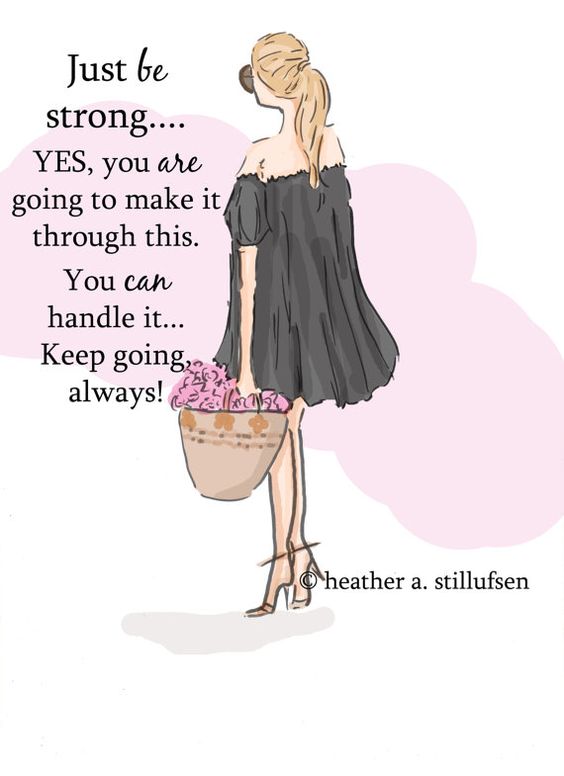 Just be
strong....
YES, you are
going to make it
through this.
You can
handle it...
Keep going,
always!
© heather a. stillufsen